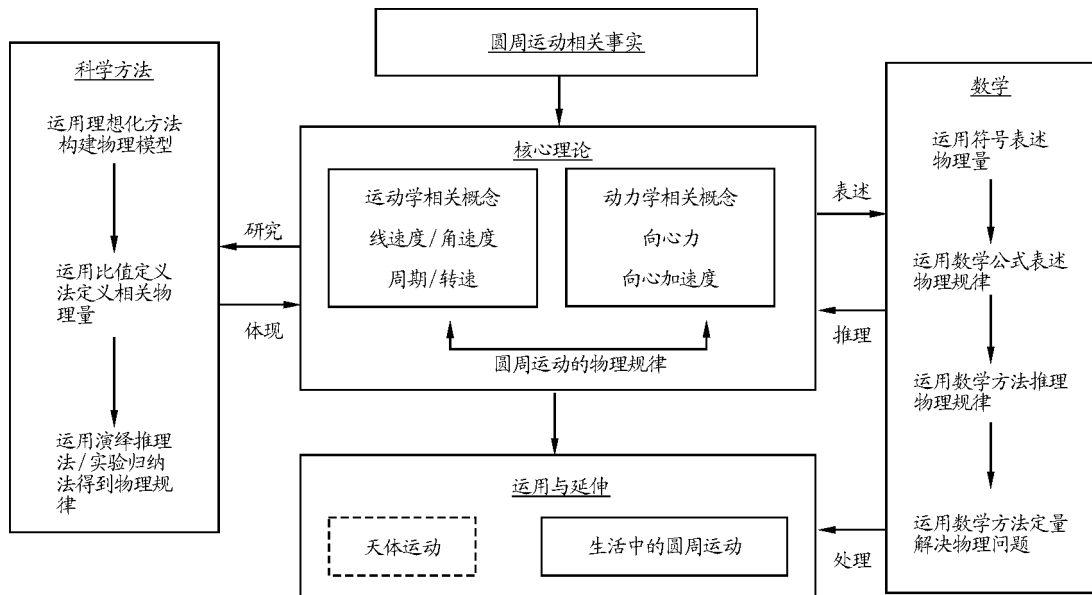 圆周运动相关事实
科学方法
运用理想化方法
构建物理模型
运用比值定义
法定义相关物
理量
运用演绎推理
法/实验归纳
法得到物理规
律
研究
体现
核心理论
运动学相关概念
线速度/角速度
周期/转速
动力学相关概念
向心力
向心加速度
圆周运动的物理规律
运用与延伸
天体运动
生活中的圆周运动
表述
推理
处理
数学
运用符号表述
物理量
运用数学公式表述
物理规律
运用数学方法推理
物理规律
运用数学方法定量
解决物理问题